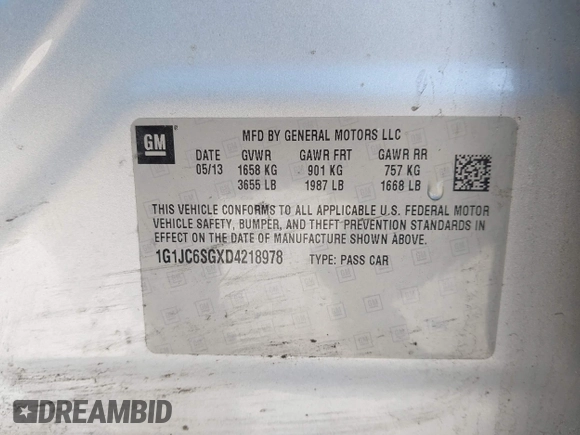 GM
MFD BY GENERAL MOTORS LLC
DATE GVWR GAWR FRT GAWR RR
05/13 1658 KG 901 KG 757 KG
3655 LB 1987 LB 1668 LB
THIS VEHICLE CONFORMS TO ALL APPLICABLE U.S. FEDERAL MOTOR
VEHICLE SAFETY, BUMPER, AND THEFT PREVENTION STANDARDS IN
EFFECT ON THE DATE OF MANUFACTURE SHOWN ABOVE.
1G1JC6SGXD4218978 TYPE: PASS CAR
DREAMBID